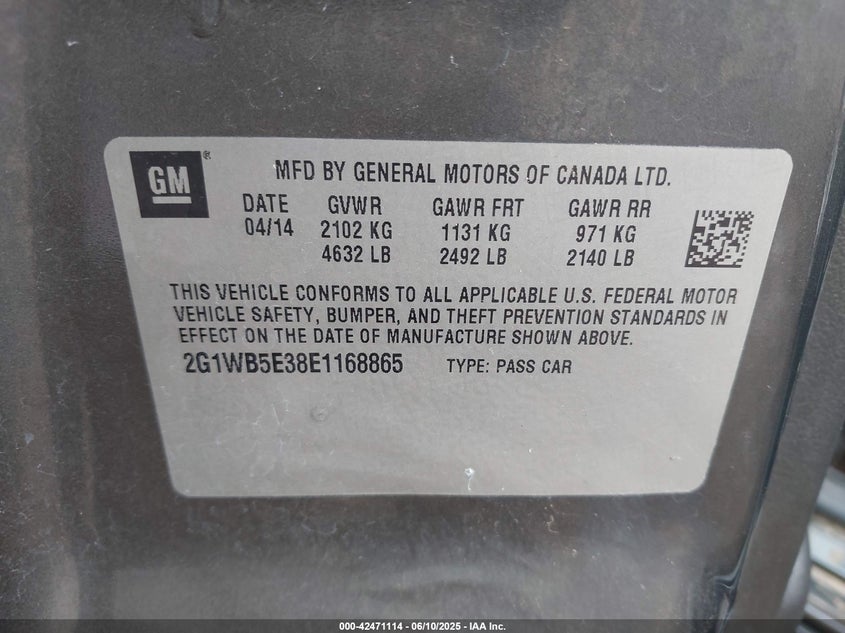 GM ®
MFD BY GENERAL MOTORS OF CANADA LTD.
DATE GVWR GAWR FRT GAWR RR
04/14 2102 KG 1131 KG 971 KG
4632 LB 2492 LB 2140 LB
THIS VEHICLE CONFORMS TO ALL APPLICABLE U.S. FEDERAL MOTOR
VEHICLE SAFETY, BUMPER, AND THEFT PREVENTION STANDARDS IN
EFFECT ON THE DATE OF MANUFACTURE SHOWN ABOVE.
2G1WB5E38E1168865 TYPE: PASS CAR
000-42471114 - 06/10/2025 - IAA Inc.